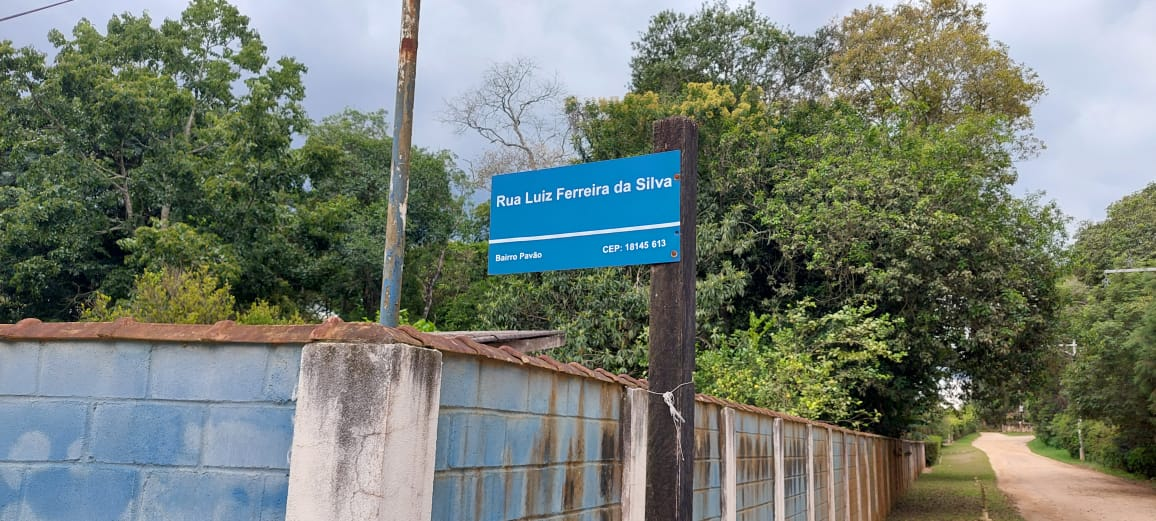 Rua Luiz Ferreira da Silva
Bairro Pavão CEP: 18145 613